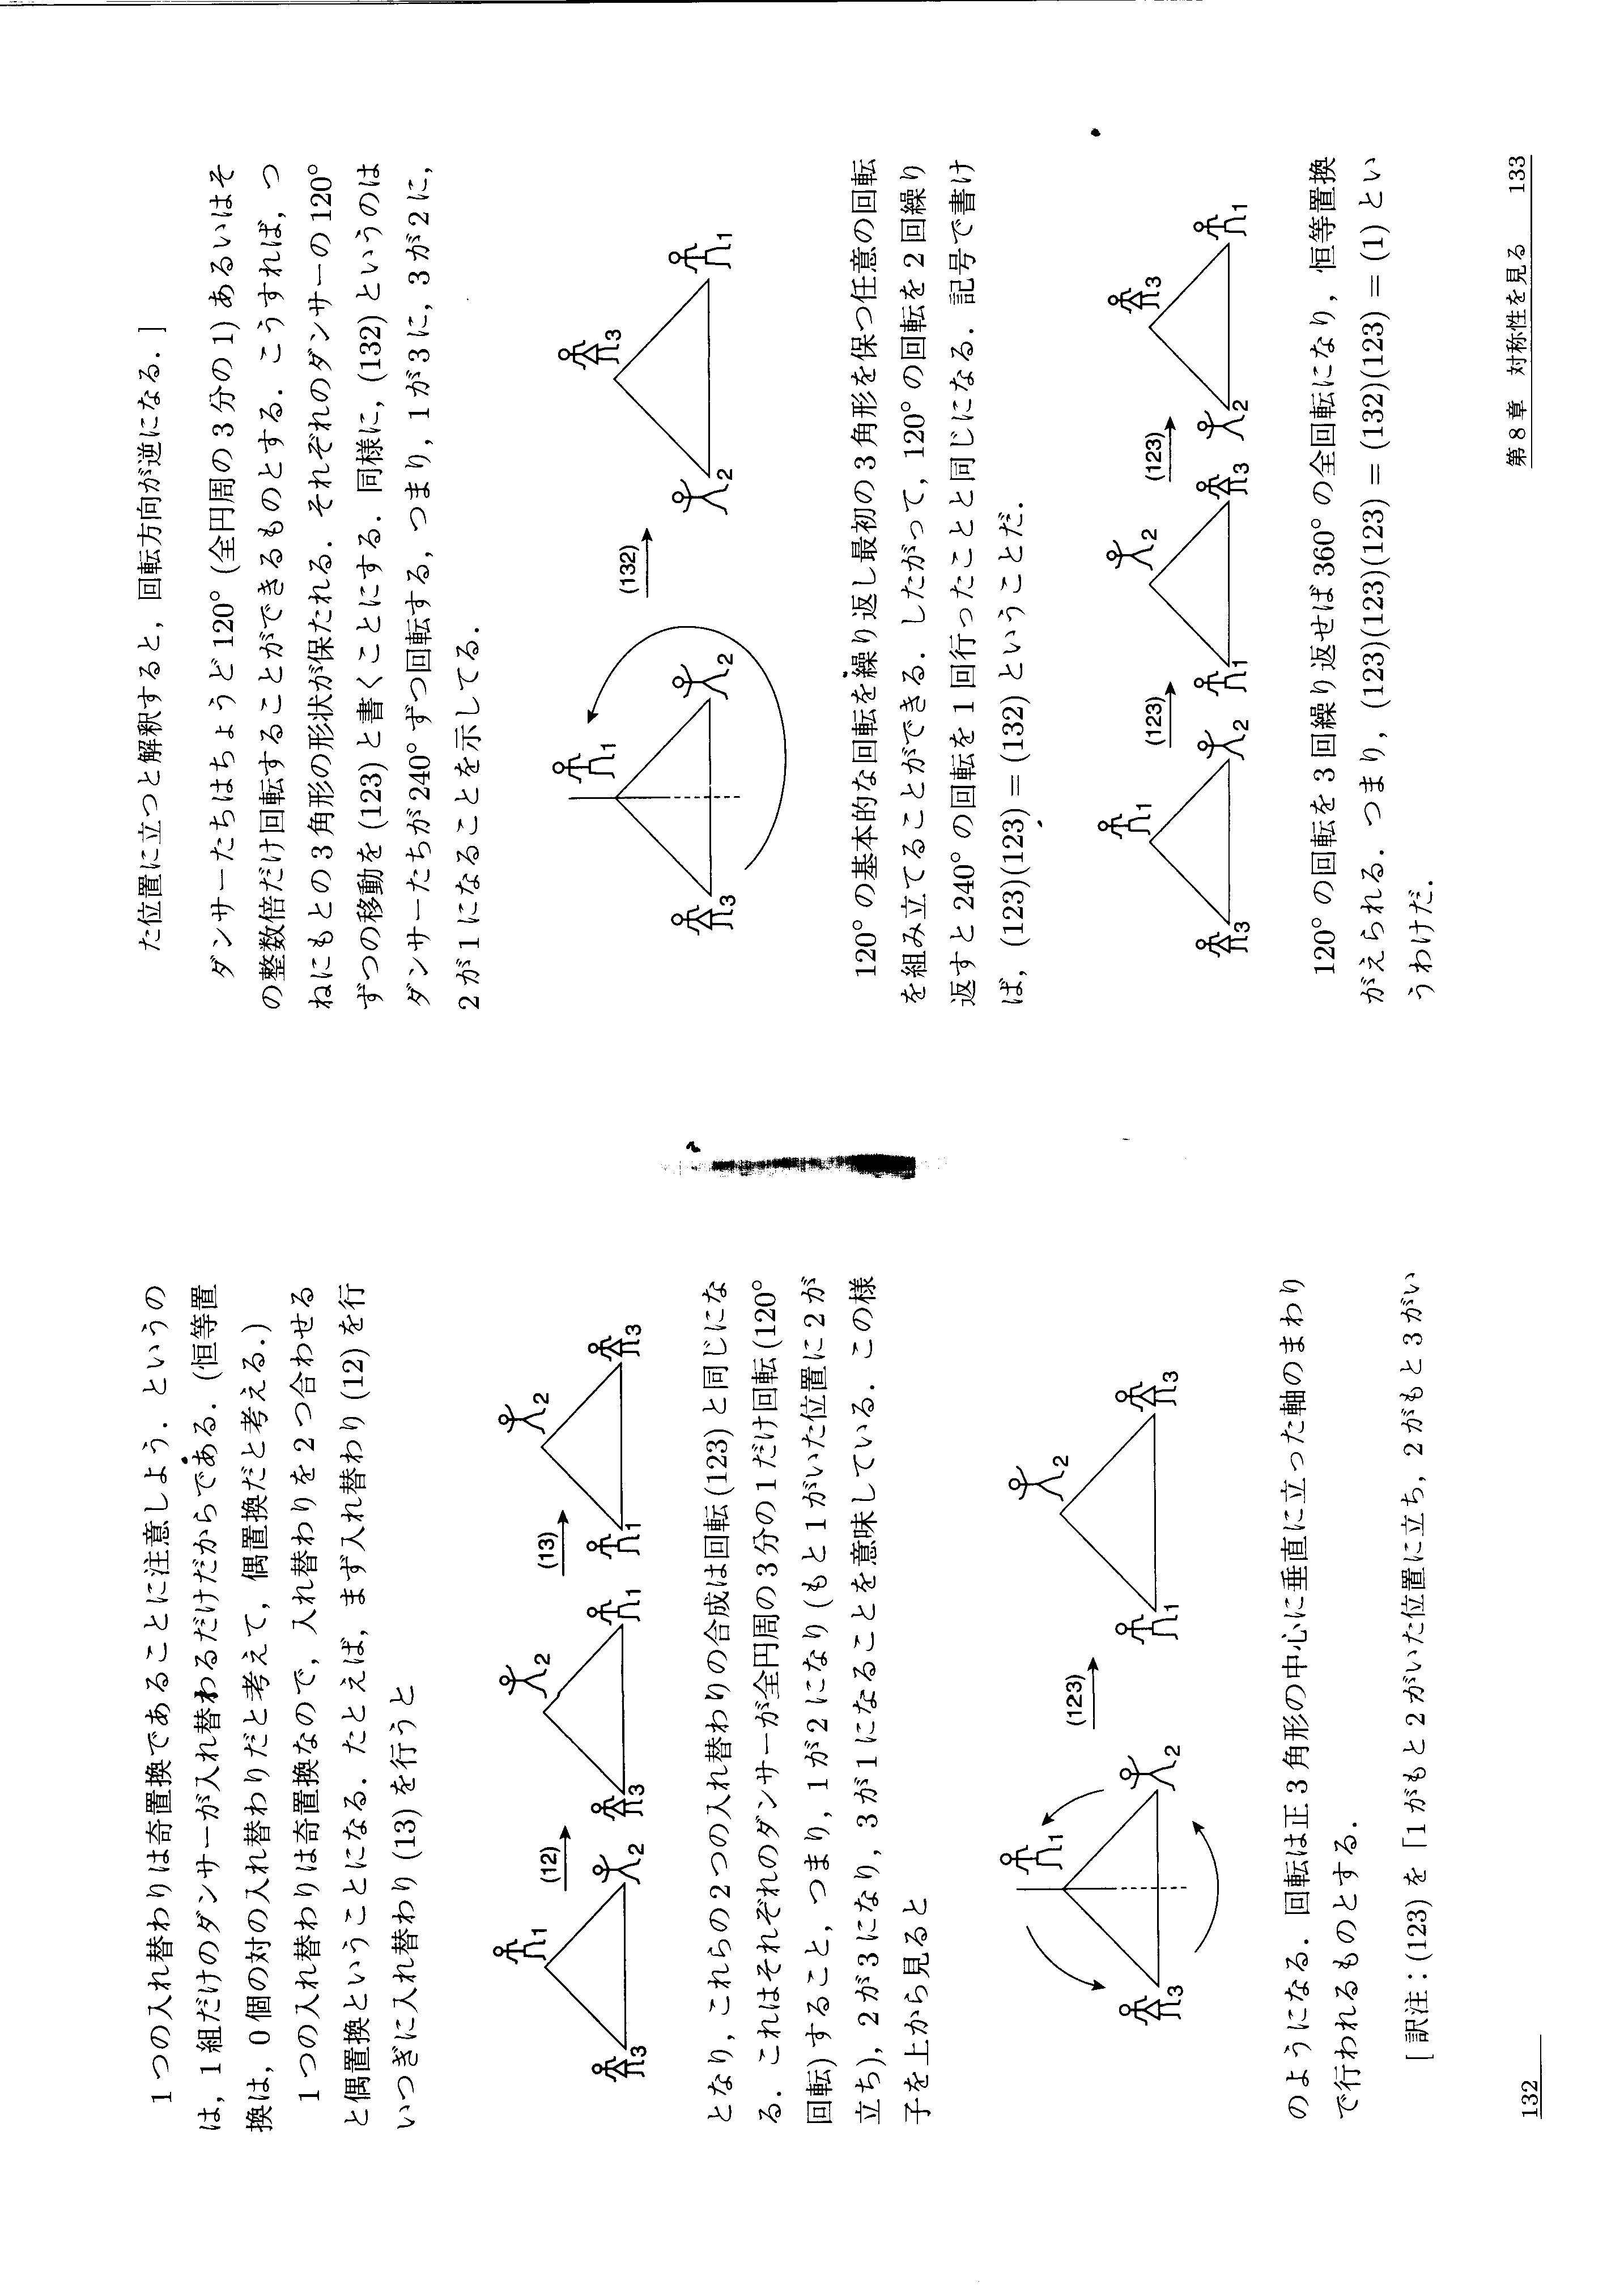 1つの入れ替わりは奇置換であることに注意しよう．というの
は，1組だけのダンサーが入れ替わるだけだからである．(恒等置
換は，0個の対の入れ替わりだと考えて，偶置換だと考える．)
1つの入れ替わりは奇置換なので，入れ替わりを2つ合わせる
と偶置換ということになる．たとえば，まず入れ替わり(12)を行
いつぎに入れ替わり(13)を行うと
1 2 2
(12) (13)
3 2 3 1 1 3
となり，これらの2つの入れ替わりの合成は回転(123)と同じにな
る．これはそれぞれのダンサーが全円周の3分の1だけ回転(120°
回転)すること，つまり，1が2になり(もと1がいた位置に2が
立ち)，2が3になり，3が1になることを意味している．この様
子を上から見ると
1 2
(123)
3 2 1 3
のようになる．回転は正3角形の中心に垂直に立った軸のまわり
で行われるものとする．
[訳注：(123)を「1がもと2がいた位置に立ち，2がもと3がい
132
た位置に立つと解釈すると，回転方向が逆になる．]
ダンサーたちはちょうど120°(全円周の3分の1)あるいはそ
の整数倍だけ回転することができるものとする．こうすれば，つ
ねにもとの3角形の形状が保たれる．それぞれのダンサーの120°
ずつの移動を(123)と書くことにする．同様に，(132)というのは
ダンサーたちが240°ずつ回転する，つまり，1が3に，3が2に，
2が1になることを示してる．
1 3
(132)
3 2 2 1
120°の基本的な回転を繰り返し最初の3角形を保つ任意の回転
を組み立てることができる．したがって，120°の回転を2回繰り
返すと240°の回転を1回行ったことと同じになる．記号で書け
ば，(123)(123)＝(132)ということだ．
1 2 3
(123) (123)
3 2 1 3 2 1
120°の回転を3回繰り返せば360°の全回転になり，恒等置換
がえられる．つまり，(123)(123)(123)＝(132)(123)＝(1)とい
うわけだ．
第8章 対称性を見る 133